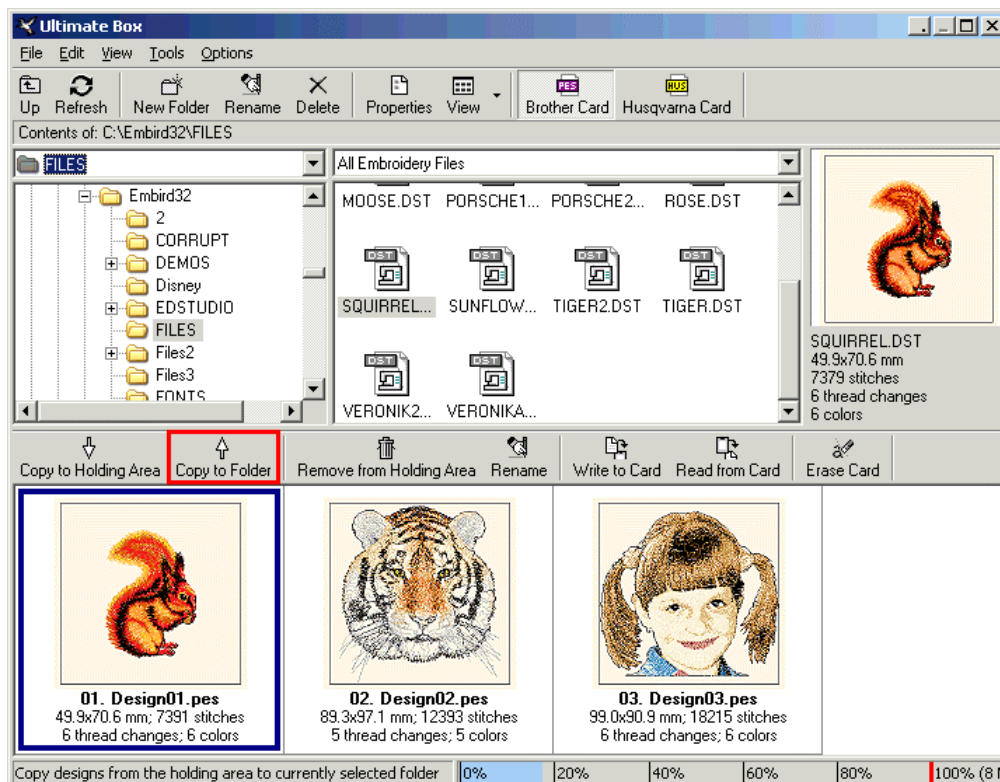 Ultimate Box
File Edit View Tools Options
Up Refresh New Folder Rename Delete Properties View PES Brother Card HUS Husqvarna Card
Contents of: C:\Embird32\FILES
FILES
Embird32
2
CORRUPT
DEMOS
Disney
EDSTUDIO
FILES
Files2
Files3
FONTS
All Embroidery Files
MOOSE.DST PORSCHE1... PORSCHE2... ROSE.DST
DST DST DST DST
SQUIRREL... SUNFLOW... TIGER2.DST TIGER.DST
DST DST
VERONIK2... VERONIKA...
SQUIRREL.DST
49.9x70.6 mm
7379 stitches
6 thread changes
6 colors
Copy to Holding Area Copy to Folder Remove from Holding Area Rename Write to Card Read from Card Erase Card
01. Design01.pes
49.9x70.6 mm; 7391 stitches
6 thread changes; 6 colors
02. Design02.pes
89.3x97.1 mm; 12393 stitches
5 thread changes; 5 colors
03. Design03.pes
99.0x90.9 mm; 18215 stitches
6 thread changes; 6 colors
Copy designs from the holding area to currently selected folder 0% 20% 40% 60% 80% 100% (8